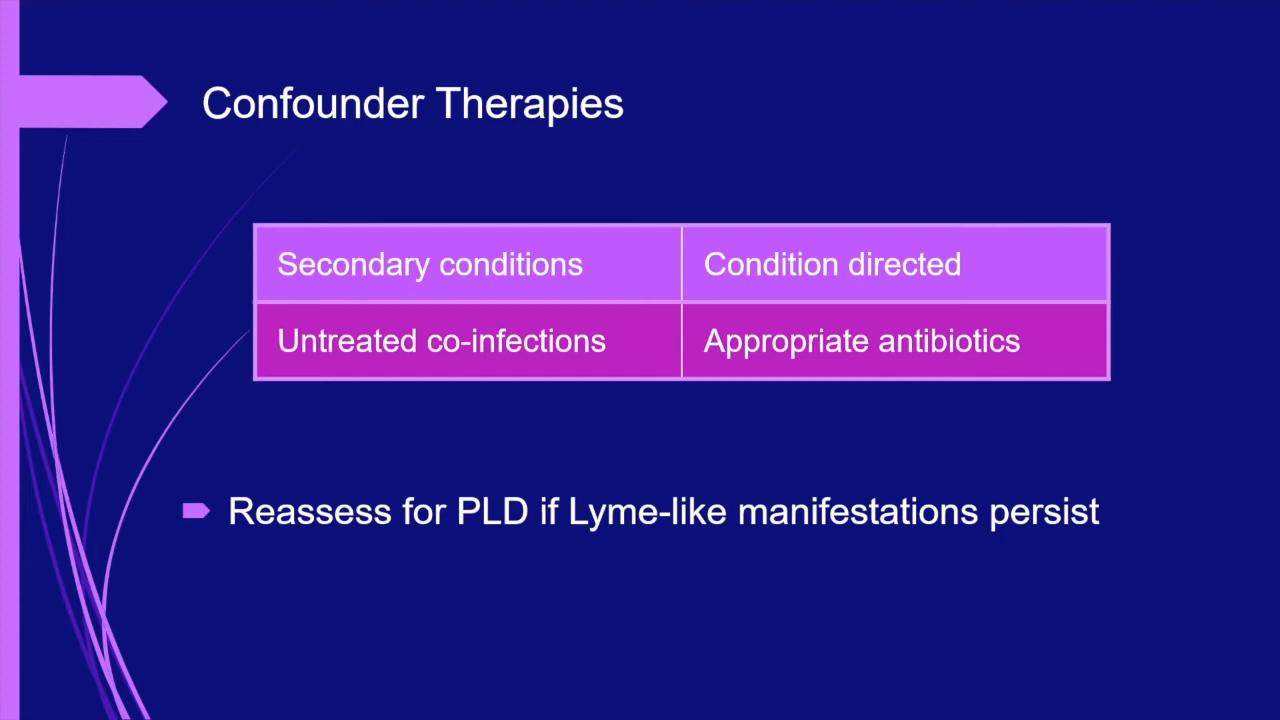 Confounder Therapies
Secondary conditions
Condition directed
Untreated co-infections
Appropriate antibiotics
Reassess for PLD if Lyme-like manifestations persist